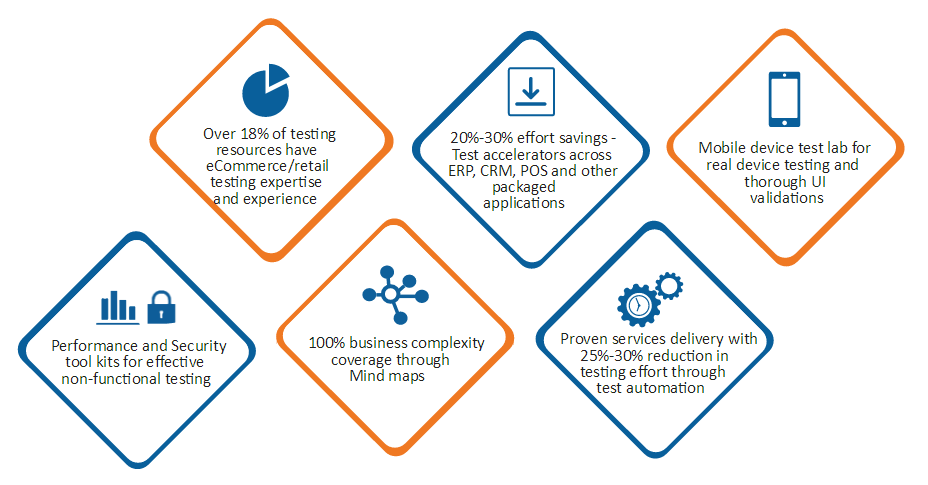 Over 18% of testing
resources have
eCommerce/retail
testing expertise
and experience
20%-30% effort savings -
Test accelerators across
ERP, CRM, POS and other
packaged
applications
Mobile device test lab for
real device testing and
thorough UI
validations
Performance and Security
tool kits for effective
non-functional testing
100% business complexity
coverage through
Mind maps
Proven services delivery with
25%-30% reduction in
testing effort through
test automation